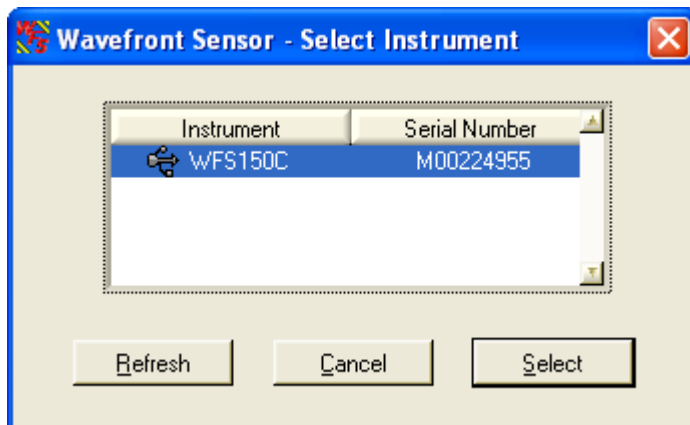 Wavefront Sensor - Select Instrument
Instrument Serial Number
WFS150C M00224955
Refresh Cancel Select